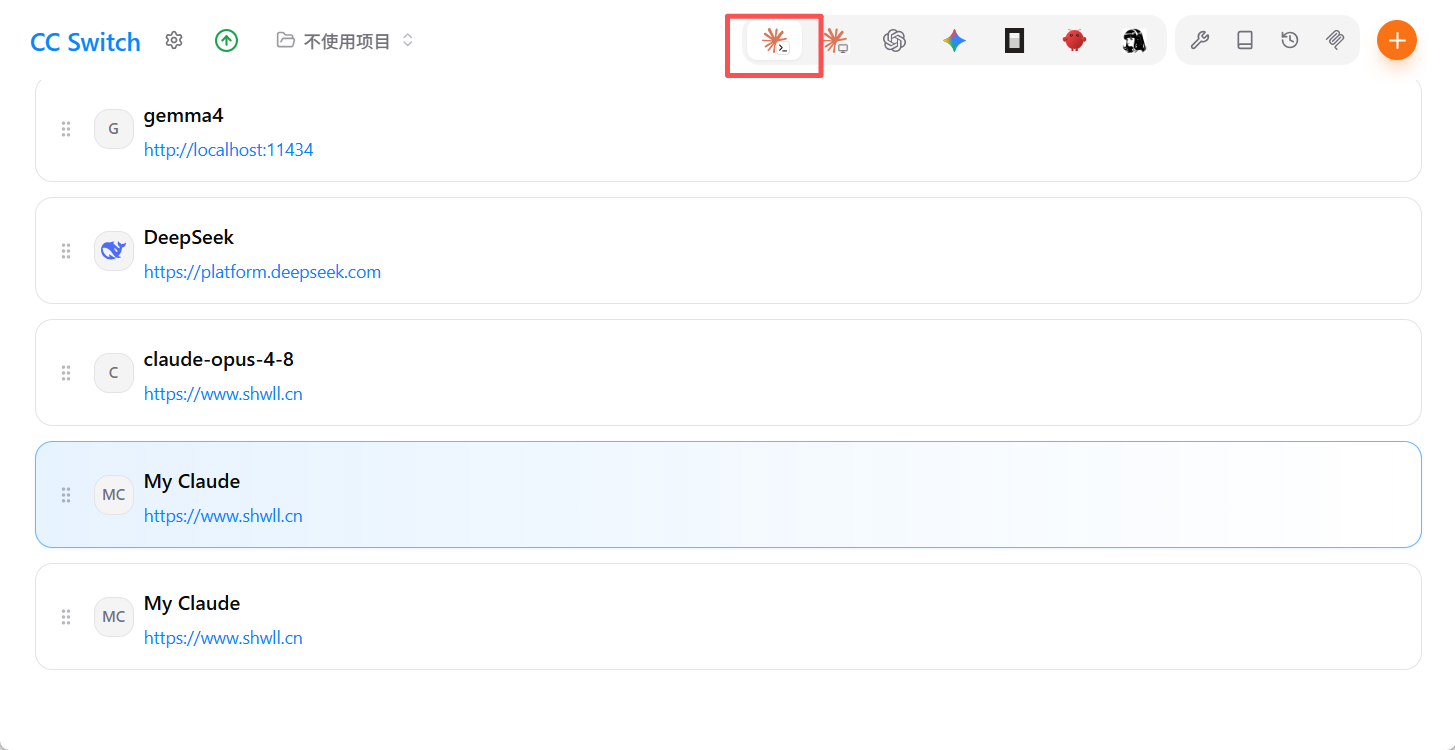 CC Switch
不使用项目
G
gemma4
http://localhost:11434
DeepSeek
https://platform.deepseek.com
C
claude-opus-4-8
https://www.shwll.cn
MC
My Claude
https://www.shwll.cn
MC
My Claude
https://www.shwll.cn